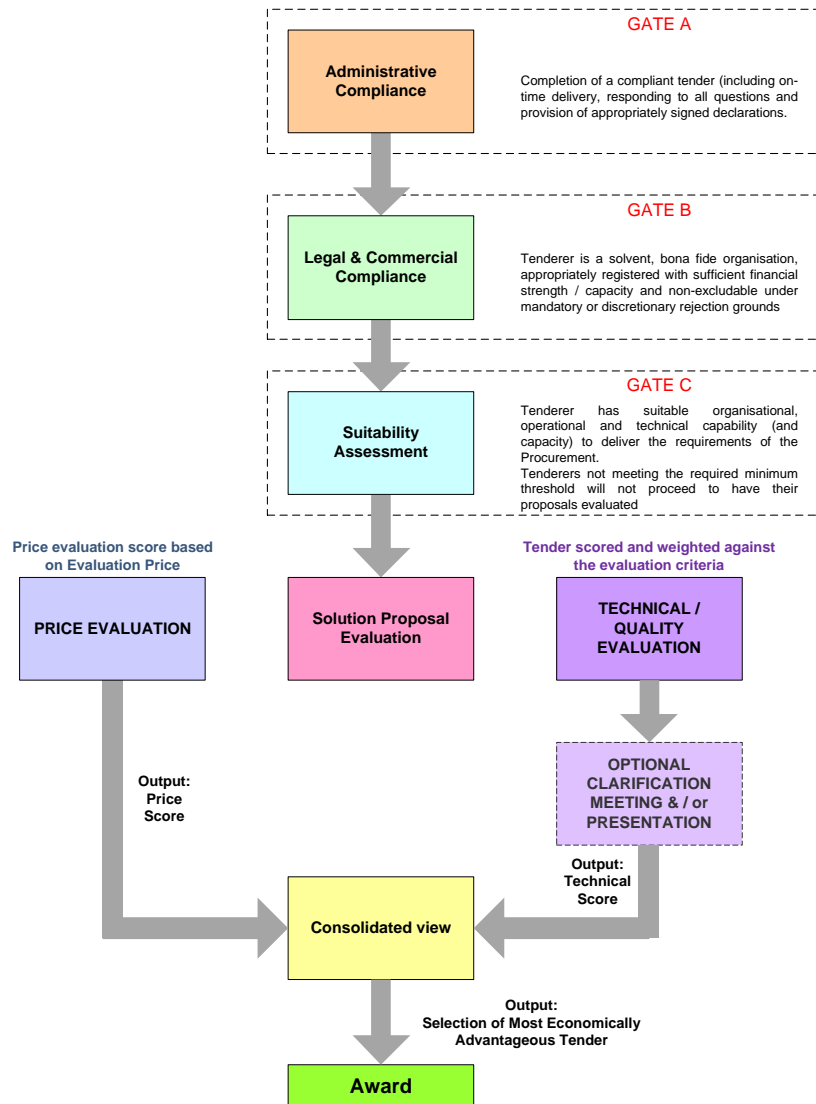 GATE A
Administrative
Compliance
Completion of a compliant tender (including on-
time delivery, responding to all questions and
provision of appropriately signed declarations.
GATE B
Legal & Commercial
Compliance
Tenderer is a solvent, bona fide organisation,
appropriately registered with sufficient financial
strength / capacity and non-excludable under
mandatory or discretionary rejection grounds
GATE C
Suitability
Assessment
Tenderer has suitable organisational,
operational and technical capability (and
capacity) to deliver the requirements of the
Procurement.
Tenderers not meeting the required minimum
threshold will not proceed to have their
proposals evaluated
Price evaluation score based
on Evaluation Price
Tender scored and weighted against
the evaluation criteria
PRICE EVALUATION
Solution Proposal
Evaluation
TECHNICAL /
QUALITY
EVALUATION
OPTIONAL
CLARIFICATION
MEETING & / or
PRESENTATION
Output:
Price
Score
Output:
Technical
Score
Consolidated view
Output:
Selection of Most Economically
Advantageous Tender
Award